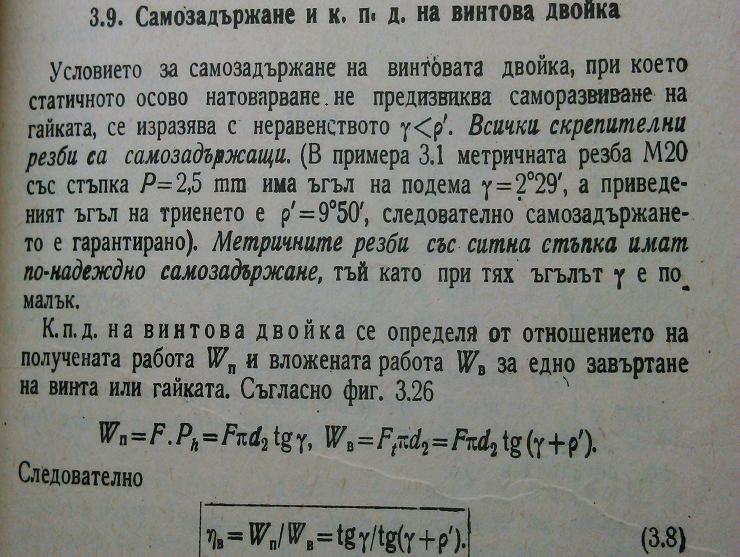 3.9. Самозадържане и к. п. д. на винтова двойка
Условието за самозадържане на винтовата двойка, при което
статичното осово натоварване не предизвиква саморазвиване на
гайката, се изразява с неравенството γ<ρ′. Всички скрепителни
резби са самозадържащи. (В примера 3.1 метричната резба М20
със стъпка P=2,5 mm има ъгъл на подема γ=2°29′, а приведе-
ният ъгъл на триенето е ρ′=9°50′, следователно самозадържане-
то е гарантирано). Метричните резби със ситна стъпка имат
по-надеждно самозадържане, тъй като при тях ъгълът γ е по
малък.
К.п.д. на винтова двойка се определя от отношението на
получената работа Wп и вложената работа Wв за едно завъртане
на винта или гайката. Съгласно фиг. 3.26
Wп=F.Ph=Fπd₂ tg γ, Wв=Ftπd₂=Fπd₂ tg (γ+ρ′).
Следователно
ηв=Wп/Wв=tg γ/tg(γ+ρ′). (3.8)